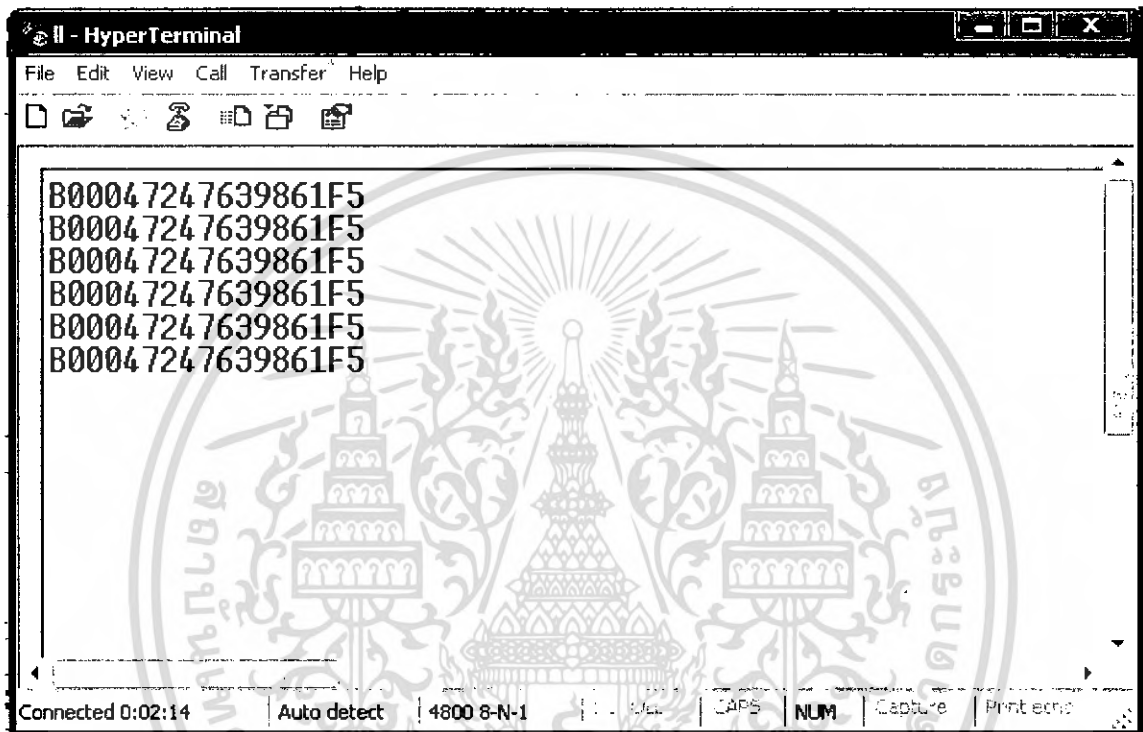 ll - HyperTerminal
File Edit View Call Transfer Help
B00047247639861F5
B00047247639861F5
B00047247639861F5
B00047247639861F5
B00047247639861F5
B00047247639861F5
Connected 0:02:14 Auto detect 4800 8-N-1 CAPS NUM Capture Print echo